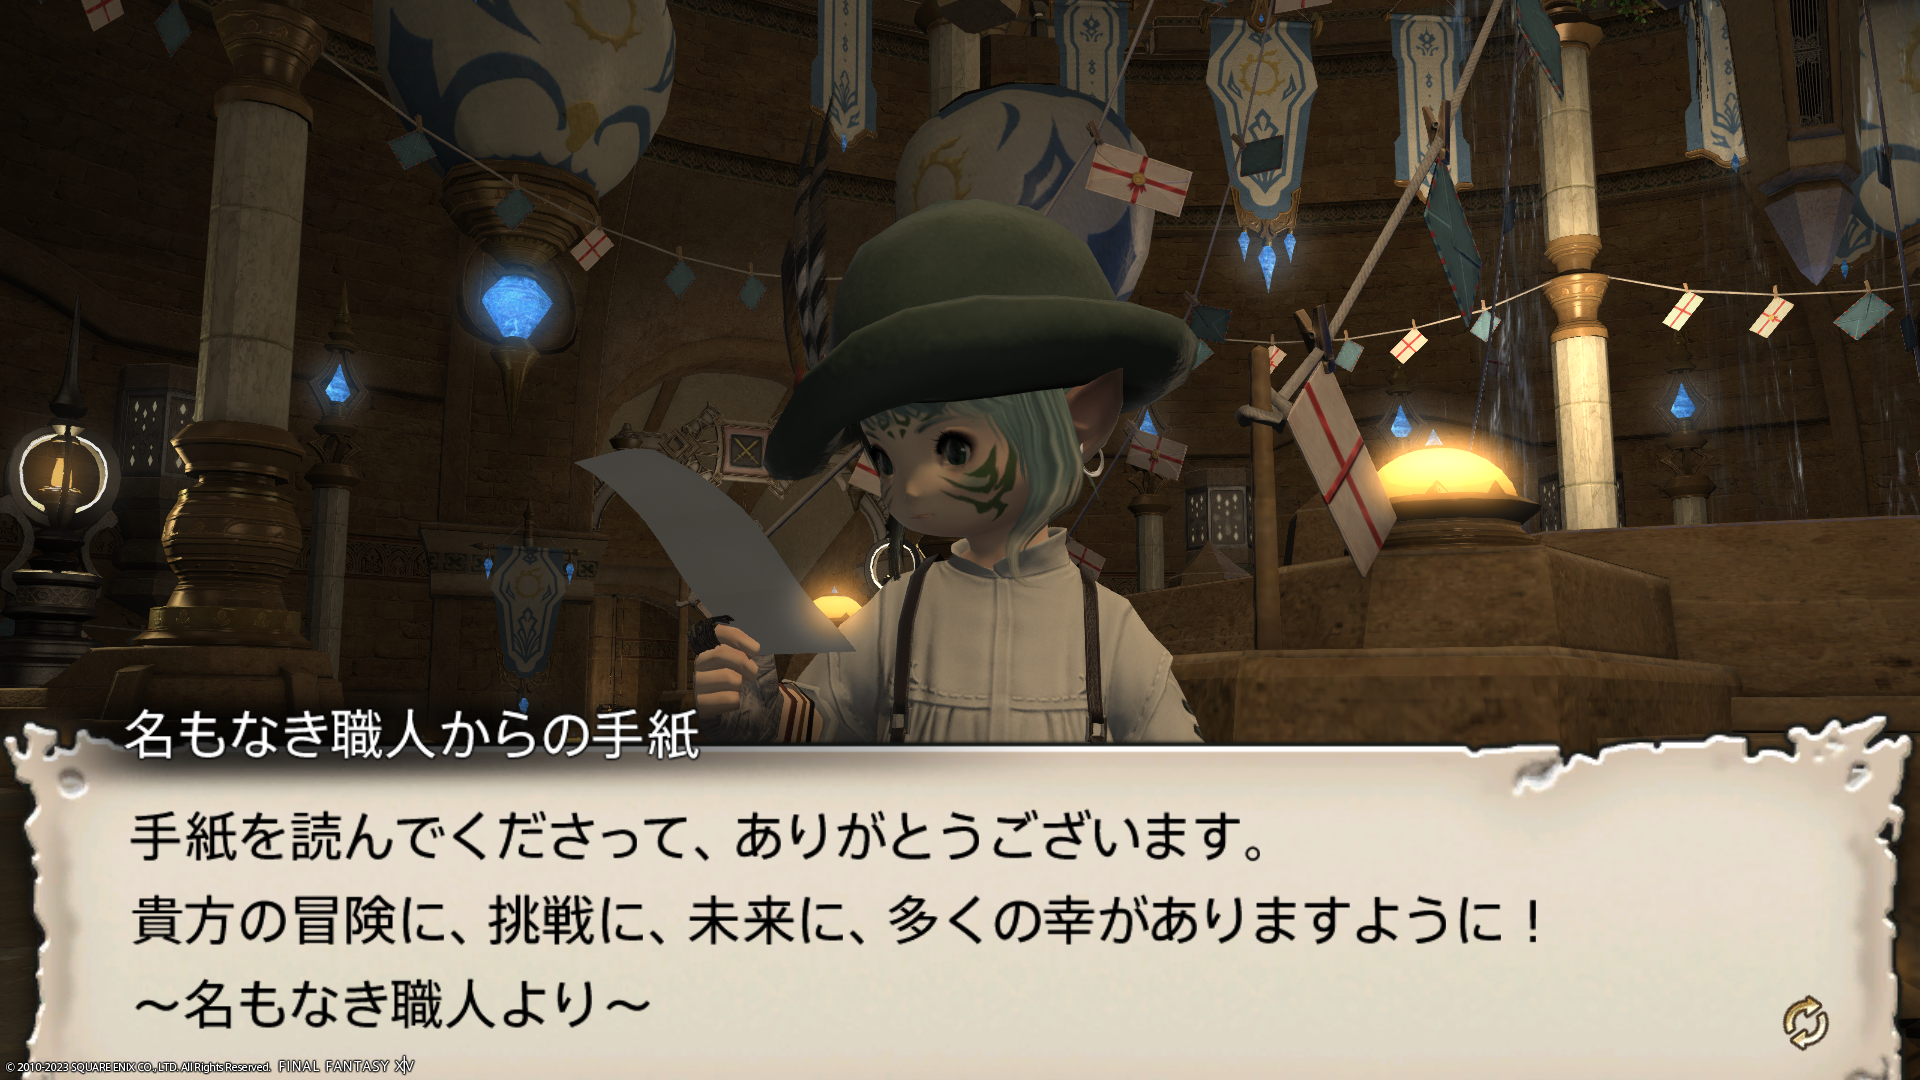 名もなき職人からの手紙
手紙を読んでくださって、ありがとうございます。
貴方の冒険に、挑戦に、未来に、多くの幸がありますように！
～名もなき職人より～
© 2010-2023 SQUARE ENIX CO., LTD. All Rights Reserved. FINAL FANTASY XIV